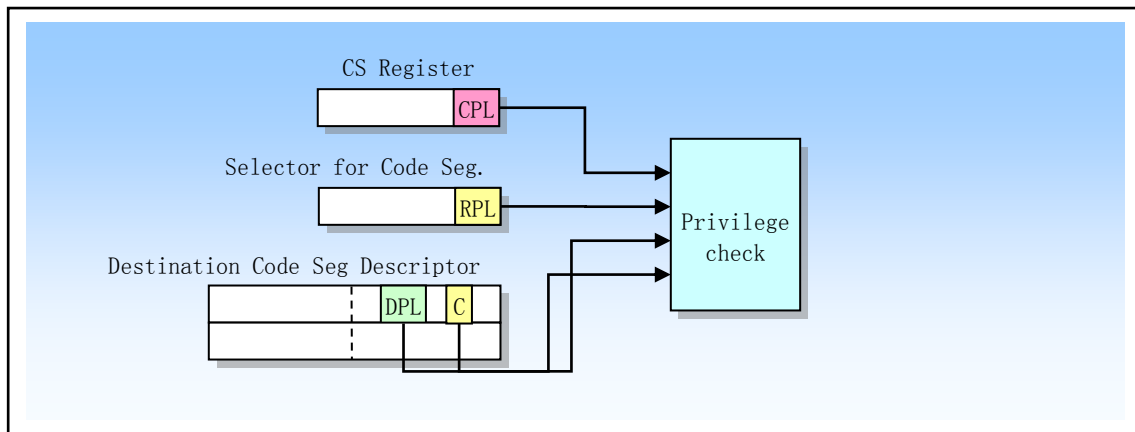 CS Register
CPL
Selector for Code Seg.
RPL
Destination Code Seg Descriptor
DPL
C
Privilege
check